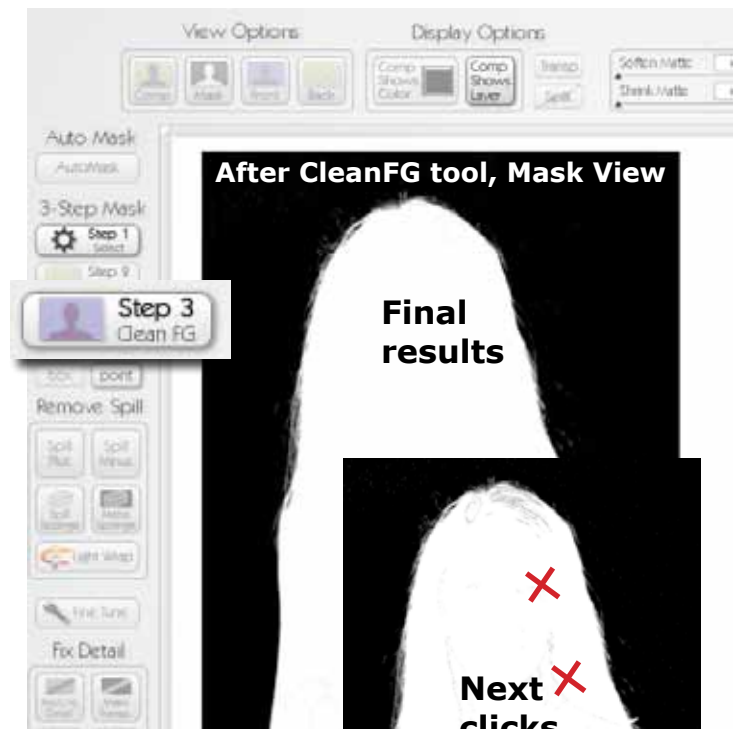 View Options
Display Options
Comp
Mask
Front
Back
Comp
Shows
Color
Comp
Shows
Layer
Transp
Split
Soften Matte
Shrink Matte
Auto Mask
AutoMask
After CleanFG tool, Mask View
3-Step Mask
Step 1
Select
Step 2
Step 3
Clean FG
Final
results
box
point
Remove Spill
Spill
Plus
Spill
Minus
Spill
Sponge
Light Wrap
Fine Tune
Fix Detail
Next
clicks